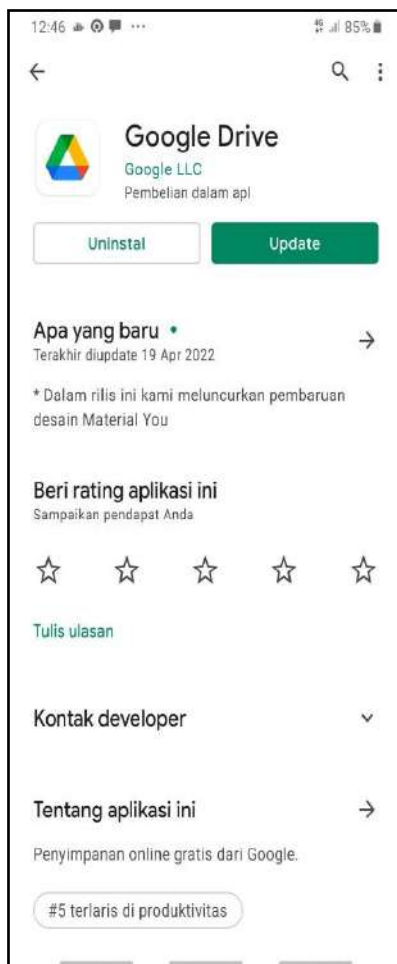 12:46 ... 4G 85%
Google Drive
Google LLC
Pembelian dalam apl
Uninstal Update
Apa yang baru •
Terakhir diupdate 19 Apr 2022
* Dalam rilis ini kami meluncurkan pembaruan
desain Material You
Beri rating aplikasi ini
Sampaikan pendapat Anda
Tulis ulasan
Kontak developer
Tentang aplikasi ini
Penyimpanan online gratis dari Google.
#5 terlaris di produktivitas